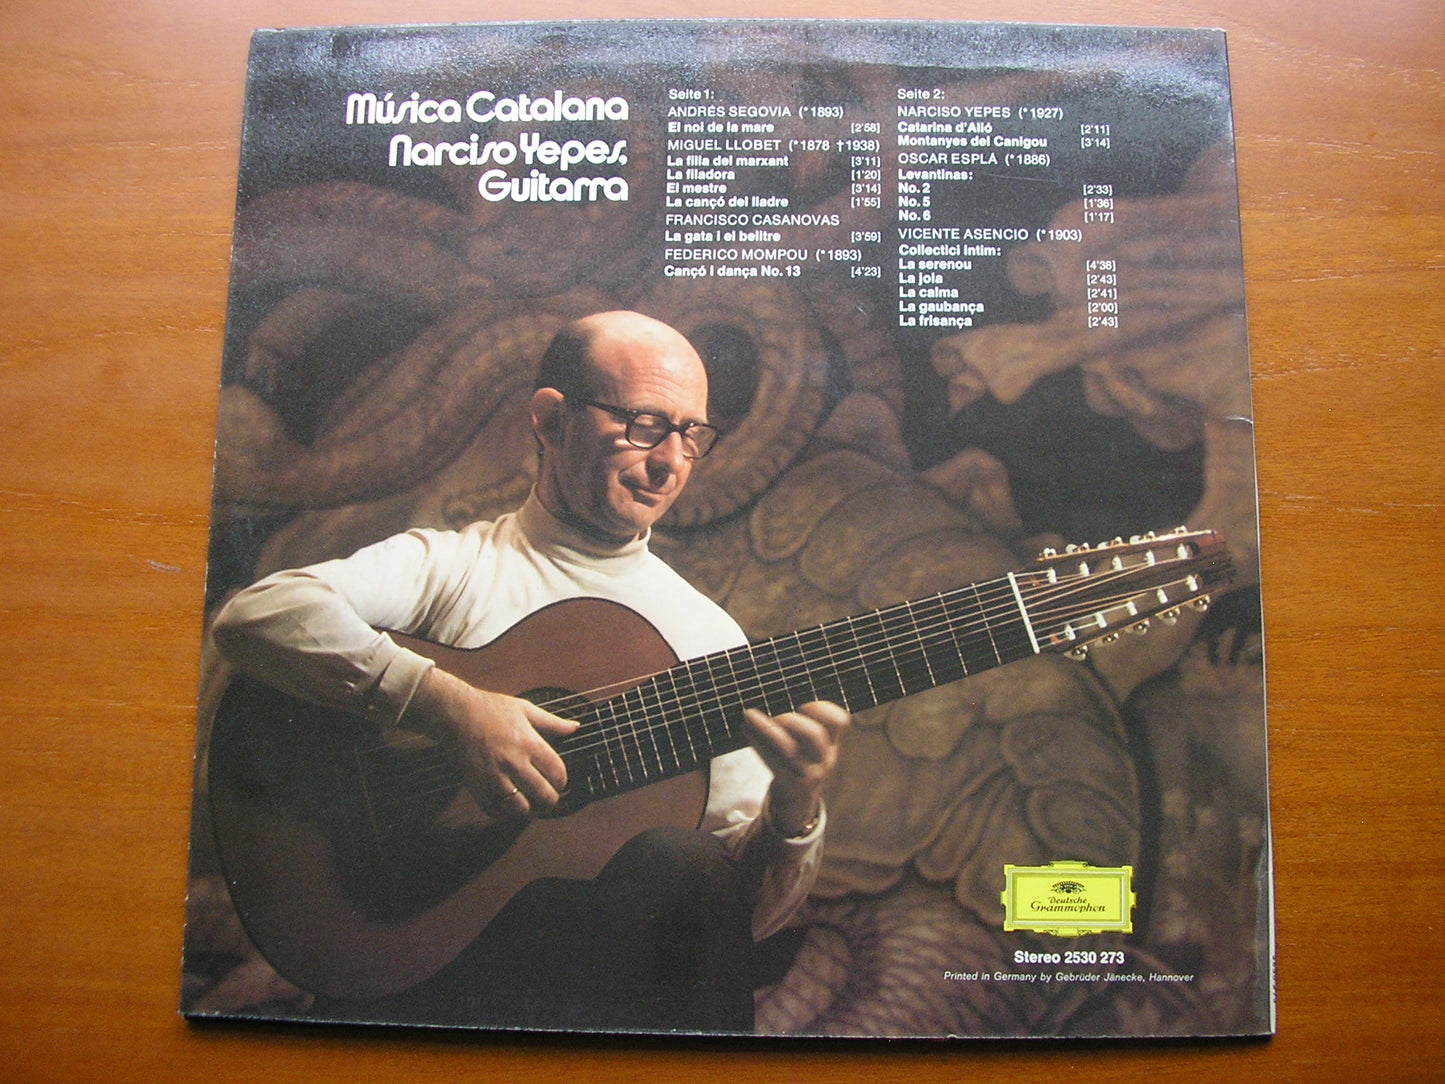 Música Catalana
Narciso Yepes,
Guitarra
Seite 1:
ANDRÉS SEGOVIA (*1893)
El noi de la mare [2'58]
MIGUEL LLOBET (*1878 †1938)
La filla del marxant [3'11]
La filadora [1'20]
El mestre [3'14]
La cançó del lladre [1'55]
FRANCISCO CASANOVAS
La gata i el belitre [3'59]
FEDERICO MOMPOU (*1893)
Cançó i dança No. 13 [4'23]
Seite 2:
NARCISO YEPES (*1927)
Catarina d'Alió [2'11]
Montanyes del Canigou [3'14]
OSCAR ESPLÁ (*1886)
Levantinas:
No. 2 [2'33]
No. 5 [1'36]
No. 6 [1'17]
VICENTE ASENCIO (*1903)
Collectici intim:
La serenou [4'38]
La joia [2'43]
La calma [2'41]
La gaubança [2'00]
La frisança [2'43]
Deutsche
Grammophon
Stereo 2530 273
Printed in Germany by Gebrüder Jänecke, Hannover